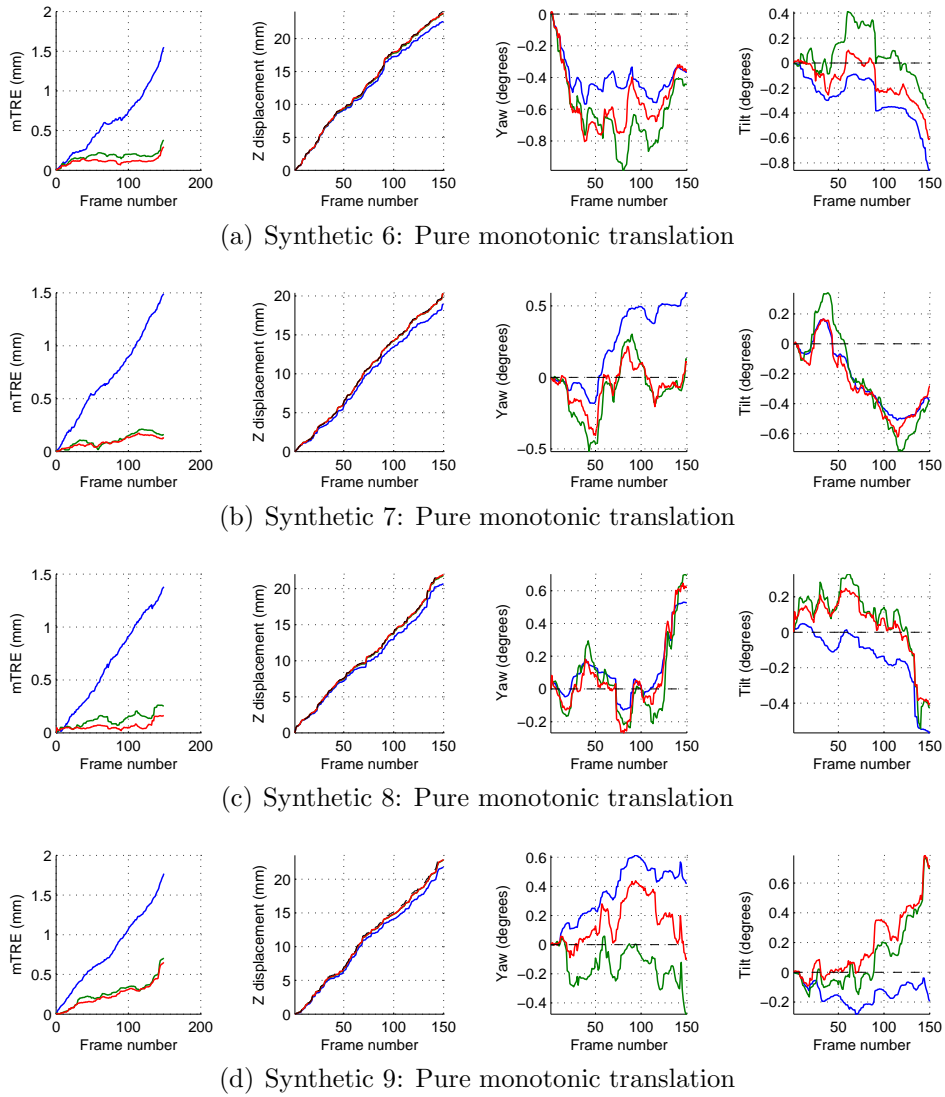 2
1.5
1
0.5
0
0 100 200
mTRE (mm)
Frame number
20
15
10
5
0
50 100 150
Z displacement (mm)
Frame number
0
−0.2
−0.4
−0.6
−0.8
50 100 150
Yaw (degrees)
Frame number
0.4
0.2
0
−0.2
−0.4
−0.6
−0.8
50 100 150
Tilt (degrees)
Frame number
(a) Synthetic 6: Pure monotonic translation
1.5
1
0.5
0
0 100 200
mTRE (mm)
Frame number
20
15
10
5
0
50 100 150
Z displacement (mm)
Frame number
0.5
0
−0.5
50 100 150
Yaw (degrees)
Frame number
0.2
0
−0.2
−0.4
−0.6
50 100 150
Tilt (degrees)
Frame number
(b) Synthetic 7: Pure monotonic translation
1.5
1
0.5
0
0 100 200
mTRE (mm)
Frame number
20
15
10
5
0
50 100 150
Z displacement (mm)
Frame number
0.6
0.4
0.2
0
−0.2
50 100 150
Yaw (degrees)
Frame number
0.2
0
−0.2
−0.4
50 100 150
Tilt (degrees)
Frame number
(c) Synthetic 8: Pure monotonic translation
2
1.5
1
0.5
0
0 100 200
mTRE (mm)
Frame number
20
15
10
5
0
50 100 150
Z displacement (mm)
Frame number
0.6
0.4
0.2
0
−0.2
−0.4
50 100 150
Yaw (degrees)
Frame number
0.8
0.6
0.4
0.2
0
−0.2
50 100 150
Tilt (degrees)
Frame number
(d) Synthetic 9: Pure monotonic translation